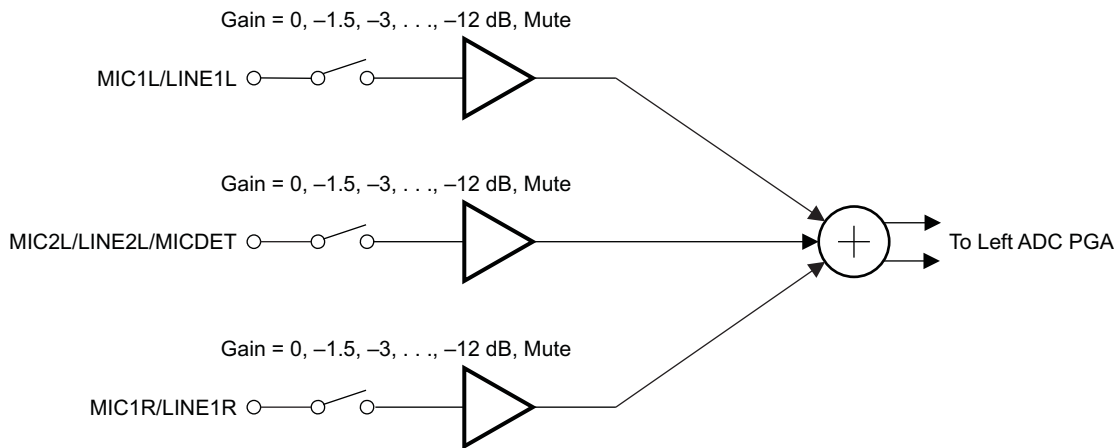 Gain = 0, –1.5, –3, . . ., –12 dB, Mute
MIC1L/LINE1L
Gain = 0, –1.5, –3, . . ., –12 dB, Mute
MIC2L/LINE2L/MICDET
+
To Left ADC PGA
Gain = 0, –1.5, –3, . . ., –12 dB, Mute
MIC1R/LINE1R